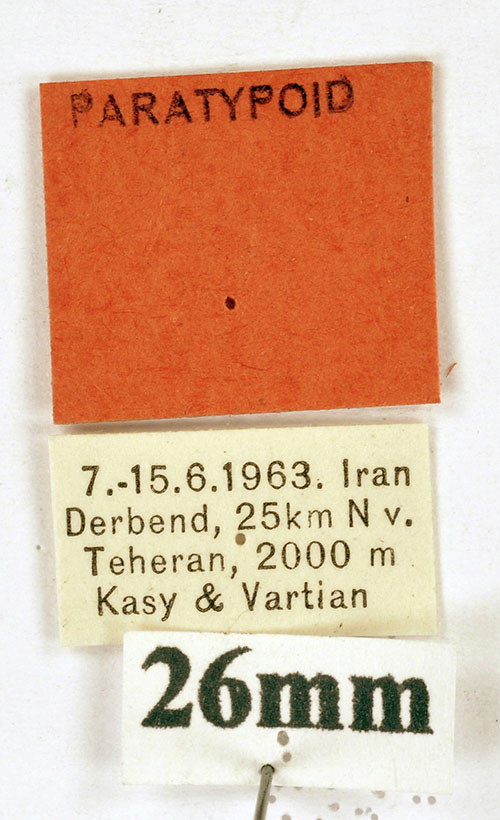 PARATYPOID
7.-15.6.1963. Iran
Derbend, 25km N v.
Teheran, 2000 m
Kasy & Vartian
26mm